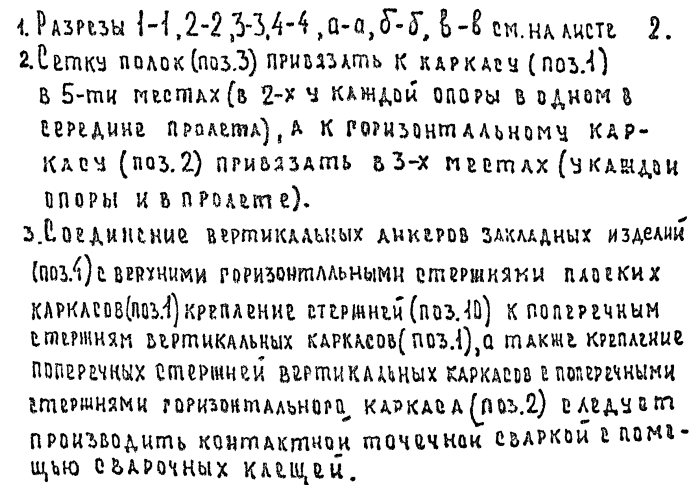 1. Разрезы 1-1, 2-2, 3-3, 4-4, а-а, б-б, в-в см. на листе 2.
2. Сетку полок (поз.3) привязать к каркасу (поз.1)
в 5-ти местах (в 2-х у каждой опоры в одном в
середине пролета), а к горизонтальному кар-
касу (поз.2) привязать в 3-х местах (у каждой
опоры и в пролете).
3. Соединение вертикальных анкеров закладных изделий
(поз.4) с верхними горизонтальными стержнями плоских
каркасов (поз.1) крепление стержней (поз.10) к поперечным
стержням вертикальных каркасов (поз.1), а также крепление
поперечных стержней вертикальных каркасов с поперечными
стержнями горизонтального каркаса (поз.2) следует
производить контактной точечной сваркой с помо-
щью сварочных клещей.